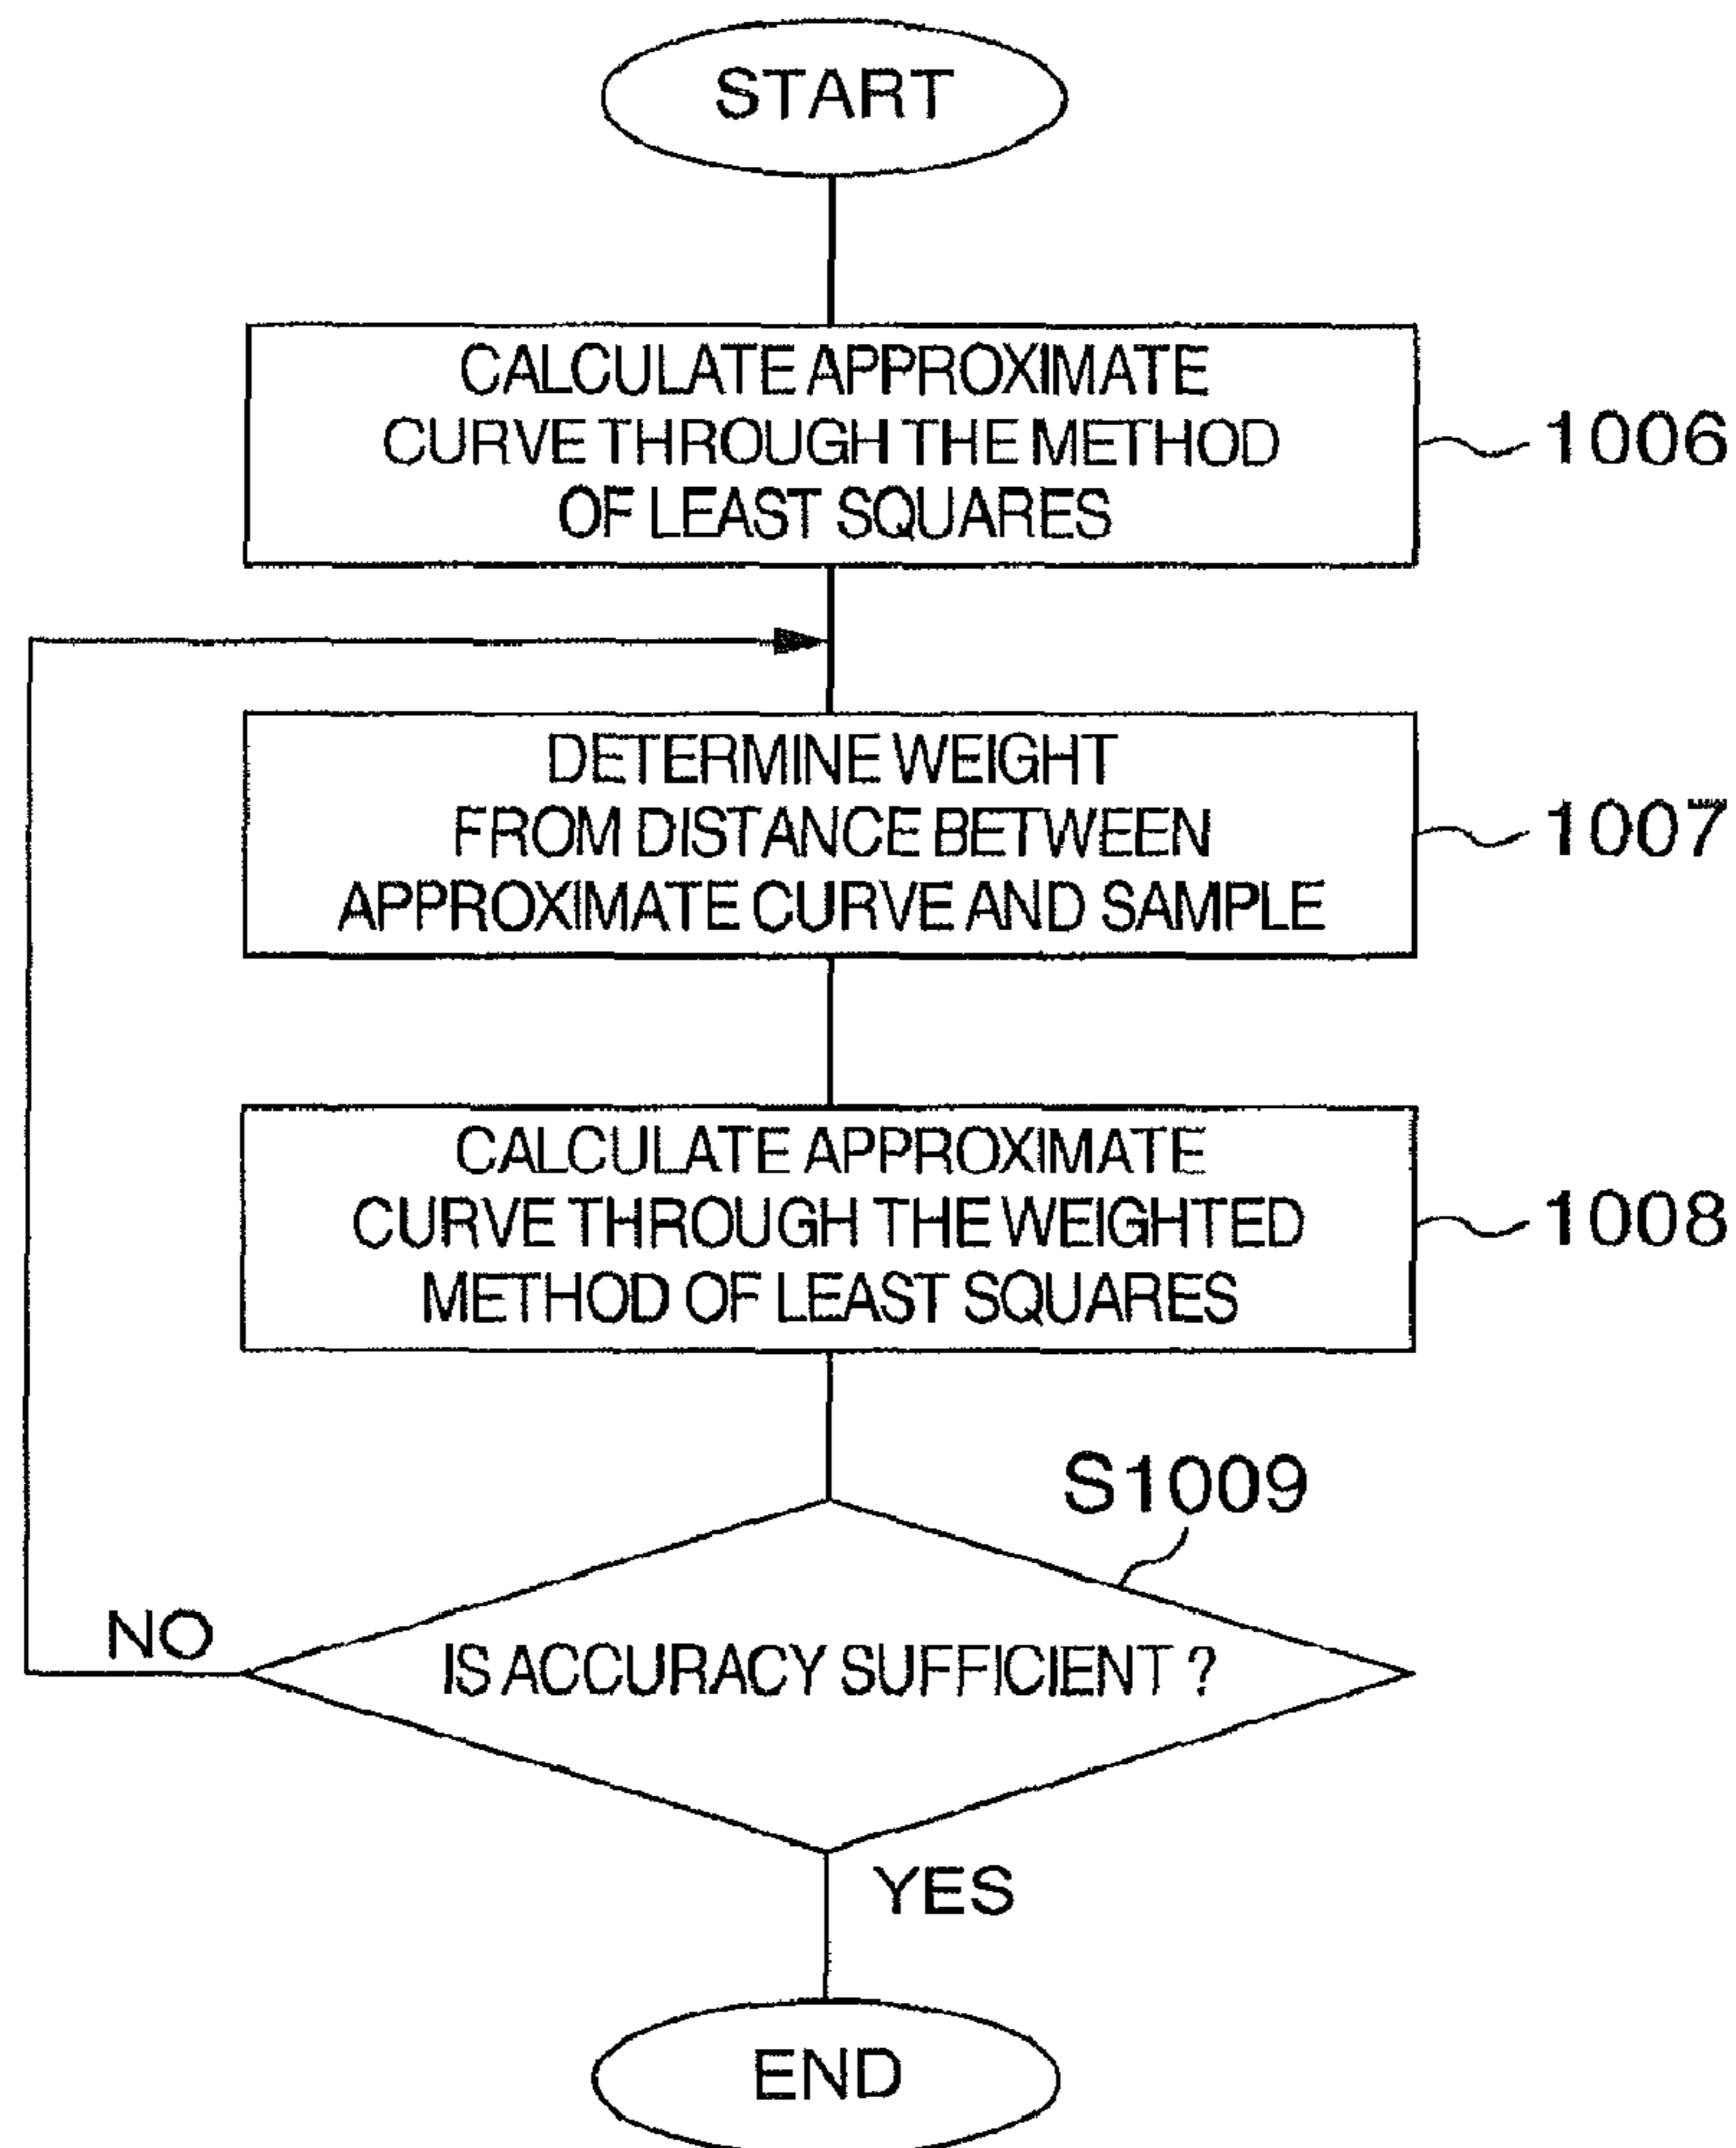 START
CALCULATE APPROXIMATE
CURVE THROUGH THE METHOD
OF LEAST SQUARES
1006
DETERMINE WEIGHT
FROM DISTANCE BETWEEN
APPROXIMATE CURVE AND SAMPLE
1007
CALCULATE APPROXIMATE
CURVE THROUGH THE WEIGHTED
METHOD OF LEAST SQUARES
1008
S1009
NO
IS ACCURACY SUFFICIENT ?
YES
END